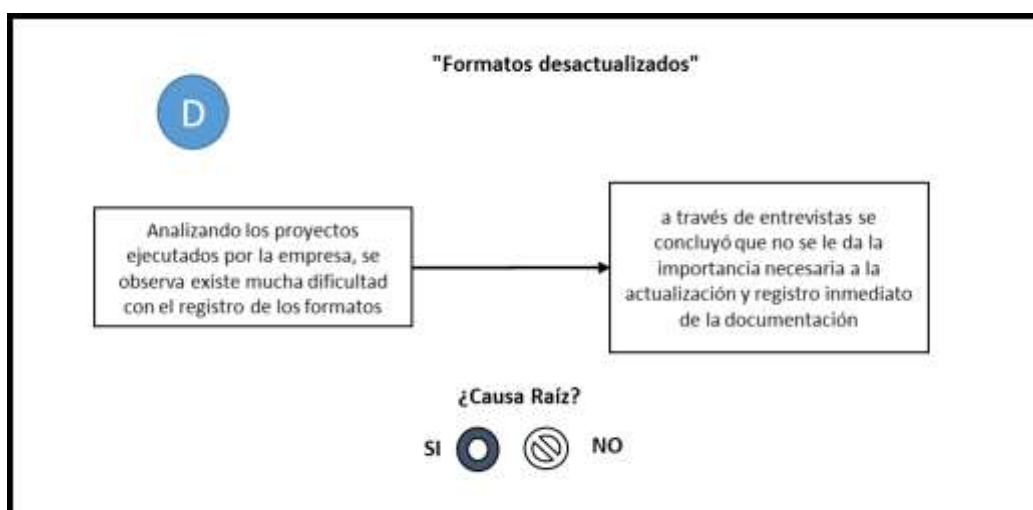 "Formatos desactualizados"
D
Analizando los proyectos
ejecutados por la empresa, se
observa existe mucha dificultad
con el registro de los formatos
a través de entrevistas se
concluyó que no se le da la
importancia necesaria a la
actualización y registro inmediato
de la documentación
¿Causa Raíz?
SI NO